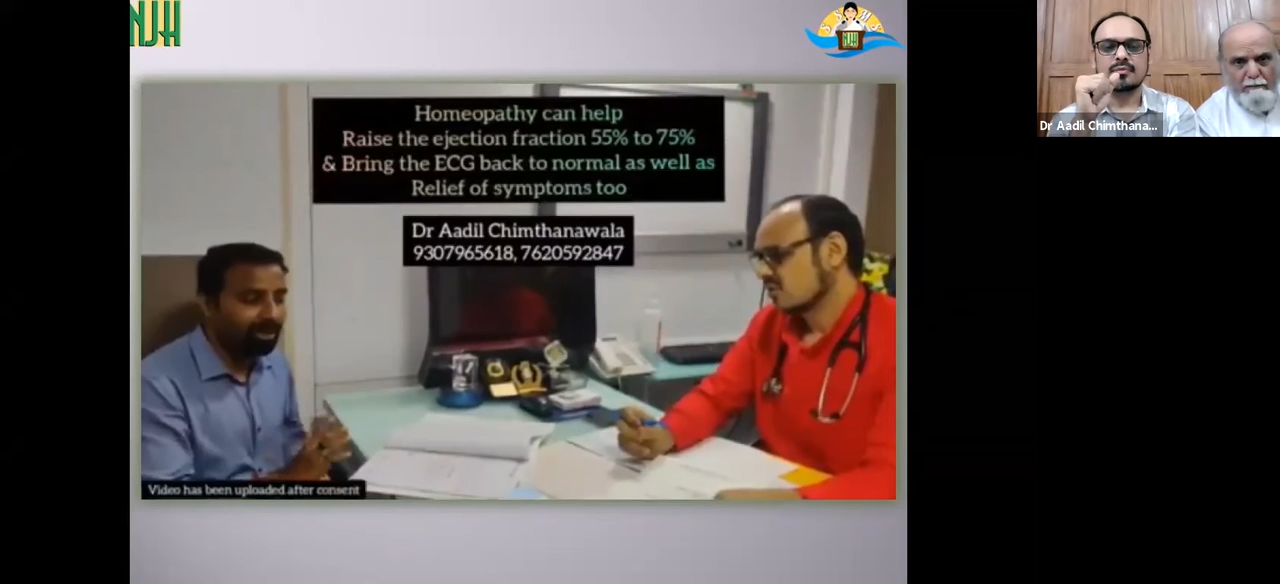 NJH
S S M S
NJH
Homeopathy can help
Raise the ejection fraction 55% to 75%
& Bring the ECG back to normal as well as
Relief of symptoms too
Dr Aadil Chimthanawala
9307965618, 7620592847
Video has been uploaded after consent
Dr Aadil Chimthana...